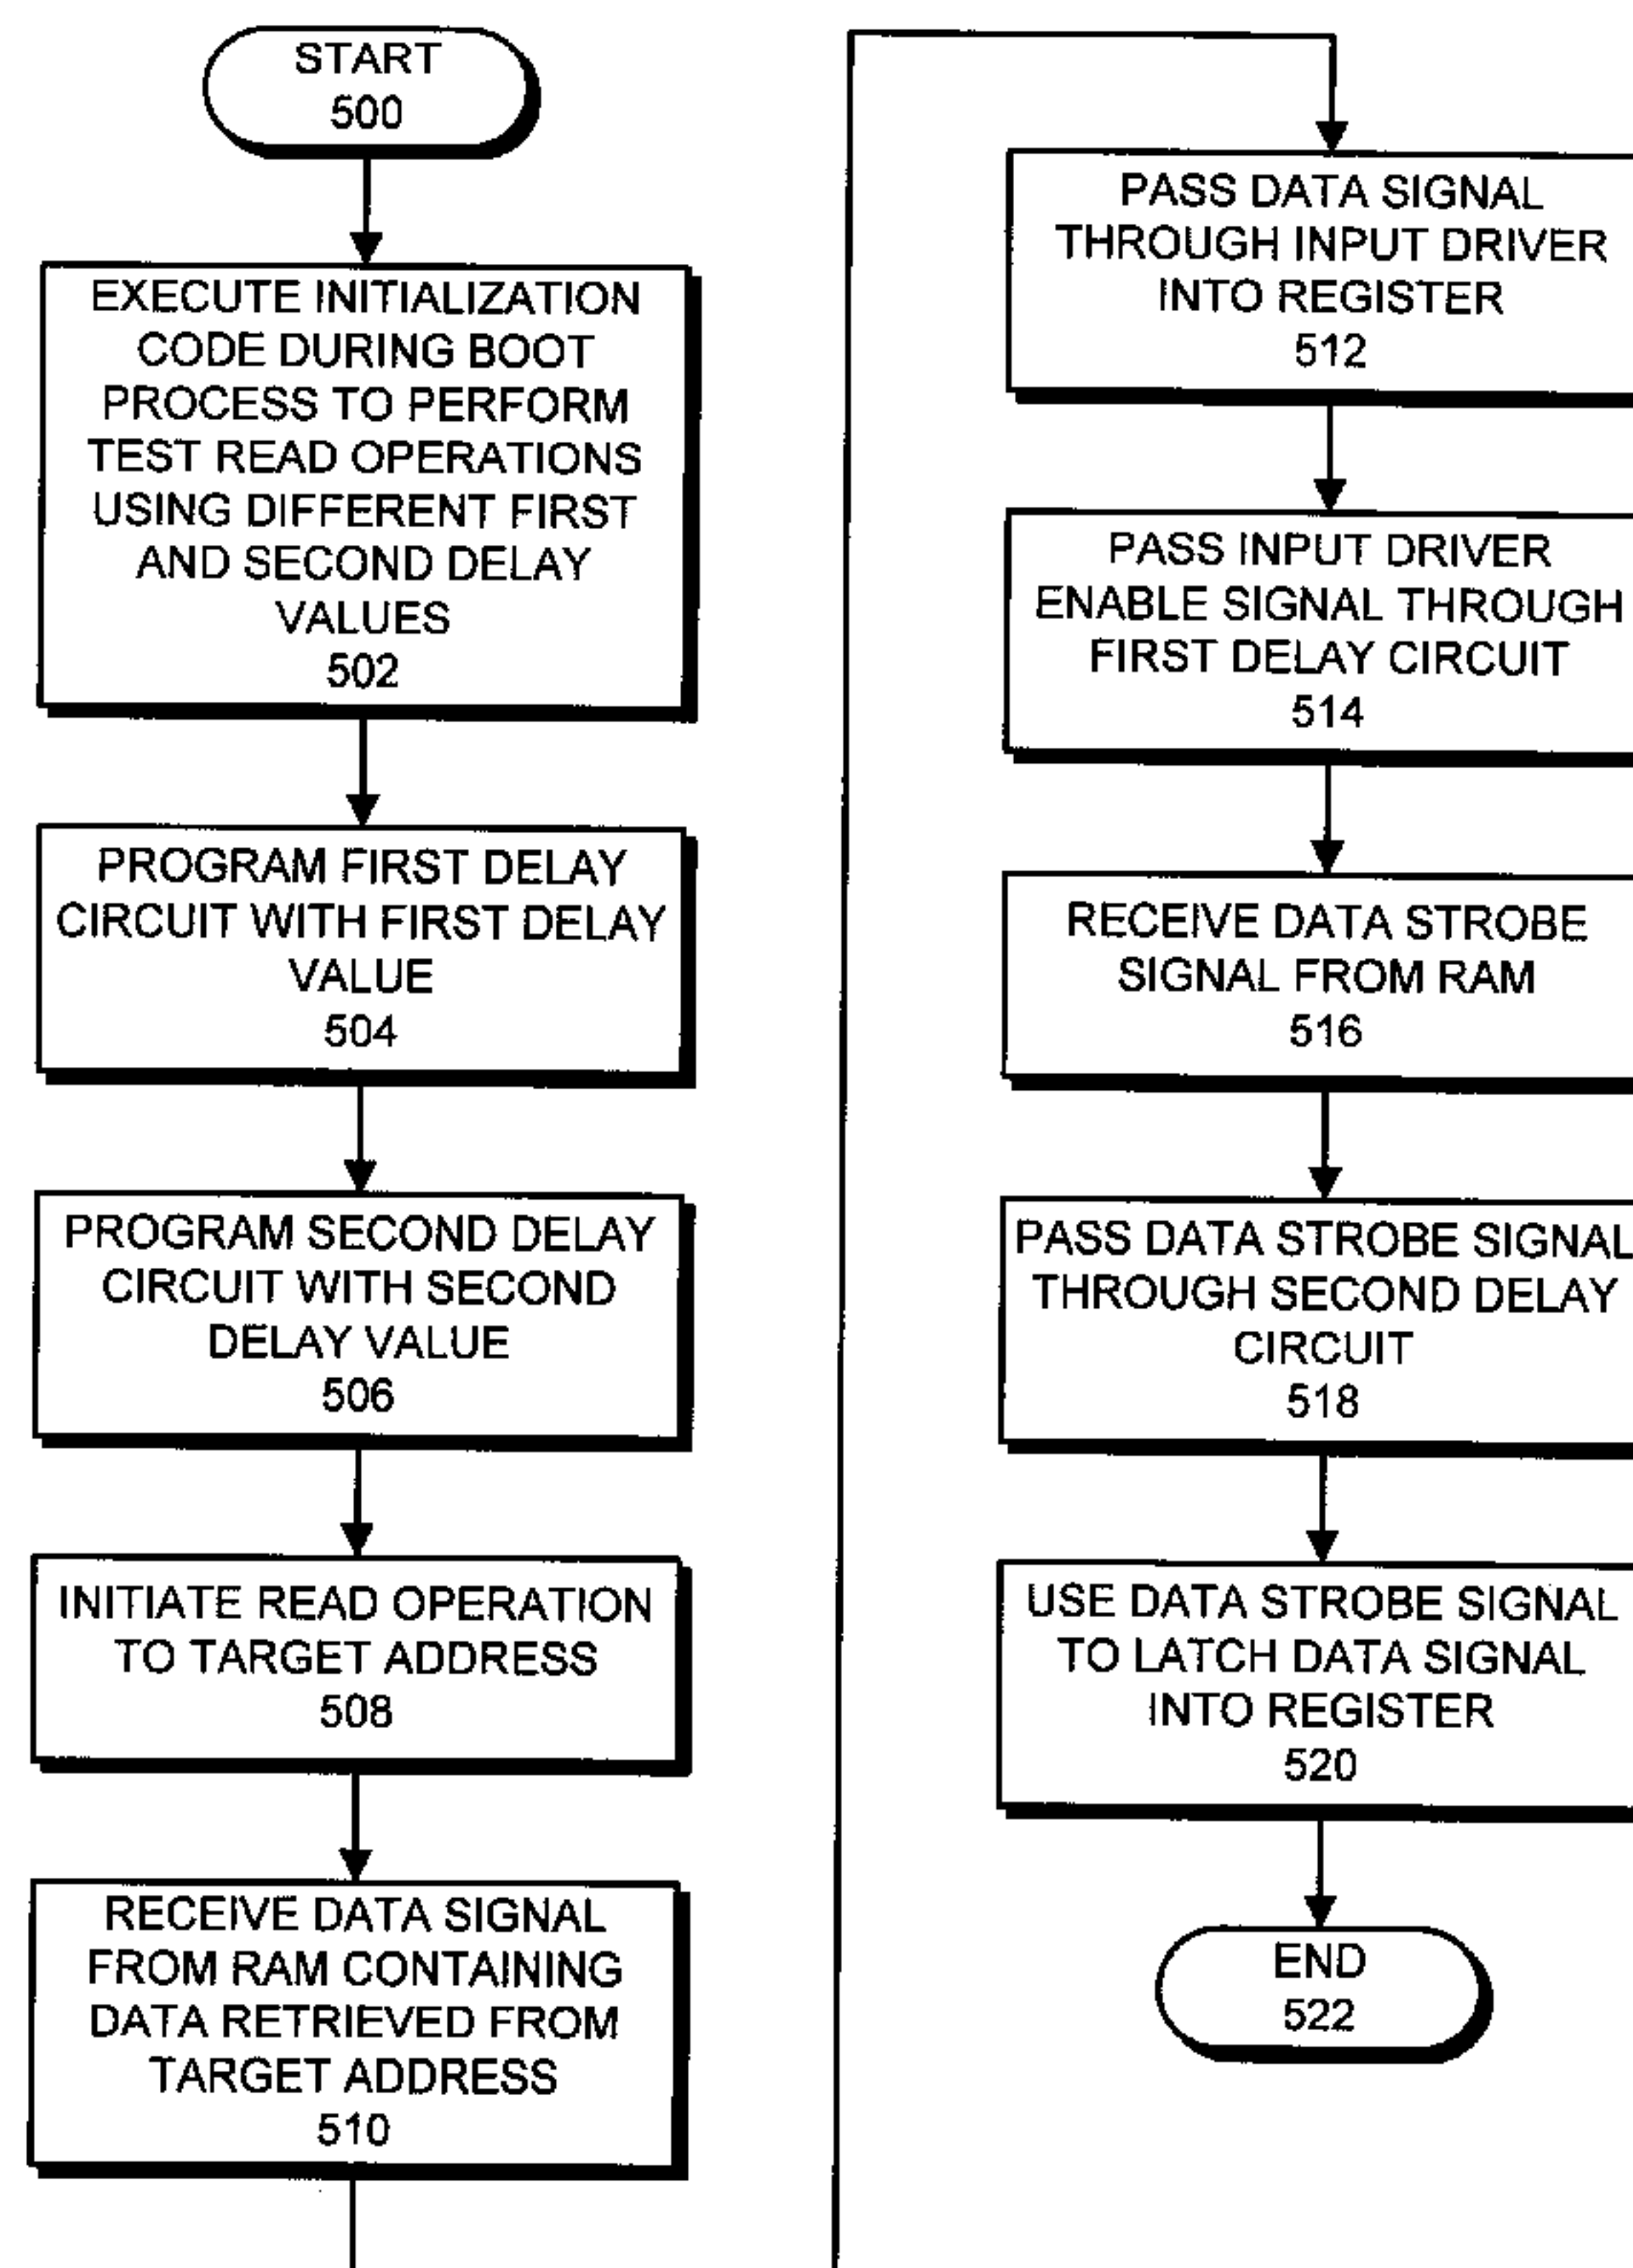 START
500
EXECUTE INITIALIZATION
CODE DURING BOOT
PROCESS TO PERFORM
TEST READ OPERATIONS
USING DIFFERENT FIRST
AND SECOND DELAY
VALUES
502
PROGRAM FIRST DELAY
CIRCUIT WITH FIRST DELAY
VALUE
504
PROGRAM SECOND DELAY
CIRCUIT WITH SECOND
DELAY VALUE
506
INITIATE READ OPERATION
TO TARGET ADDRESS
508
RECEIVE DATA SIGNAL
FROM RAM CONTAINING
DATA RETRIEVED FROM
TARGET ADDRESS
510
PASS DATA SIGNAL
THROUGH INPUT DRIVER
INTO REGISTER
512
PASS INPUT DRIVER
ENABLE SIGNAL THROUGH
FIRST DELAY CIRCUIT
514
RECEIVE DATA STROBE
SIGNAL FROM RAM
516
PASS DATA STROBE SIGNAL
THROUGH SECOND DELAY
CIRCUIT
518
USE DATA STROBE SIGNAL
TO LATCH DATA SIGNAL
INTO REGISTER
520
END
522